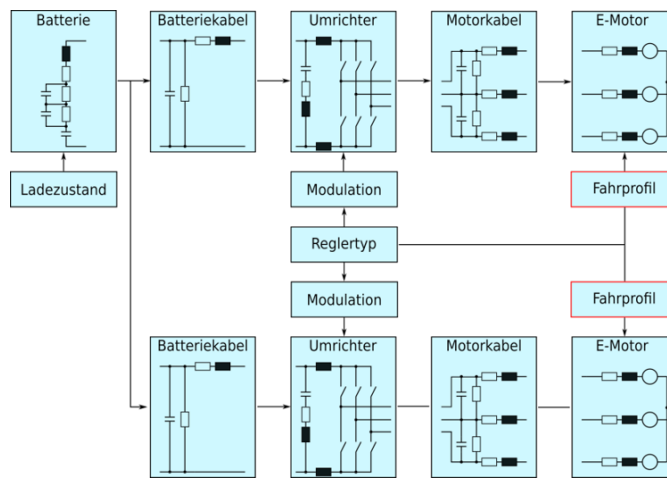 Batterie
Batteriekabel
Umrichter
Motorkabel
E-Motor
Ladezustand
Modulation
Fahrprofil
Reglertyp
Modulation
Fahrprofil
Batteriekabel
Umrichter
Motorkabel
E-Motor